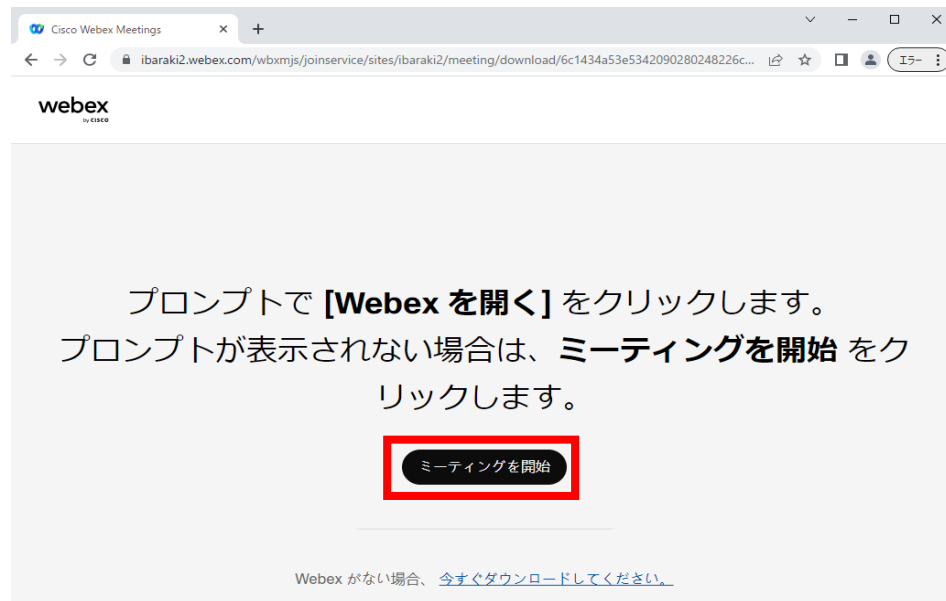 Cisco Webex Meetings
ibaraki2.webex.com/wbxmjs/joinservice/sites/ibaraki2/meeting/download/6c1434a53e5342090280248226c...
エラー
webex
by CISCO
プロンプトで [Webex を開く] をクリックします。
プロンプトが表示されない場合は、ミーティングを開始 をク
リックします。
ミーティングを開始
Webex がない場合、 今すぐダウンロードしてください。